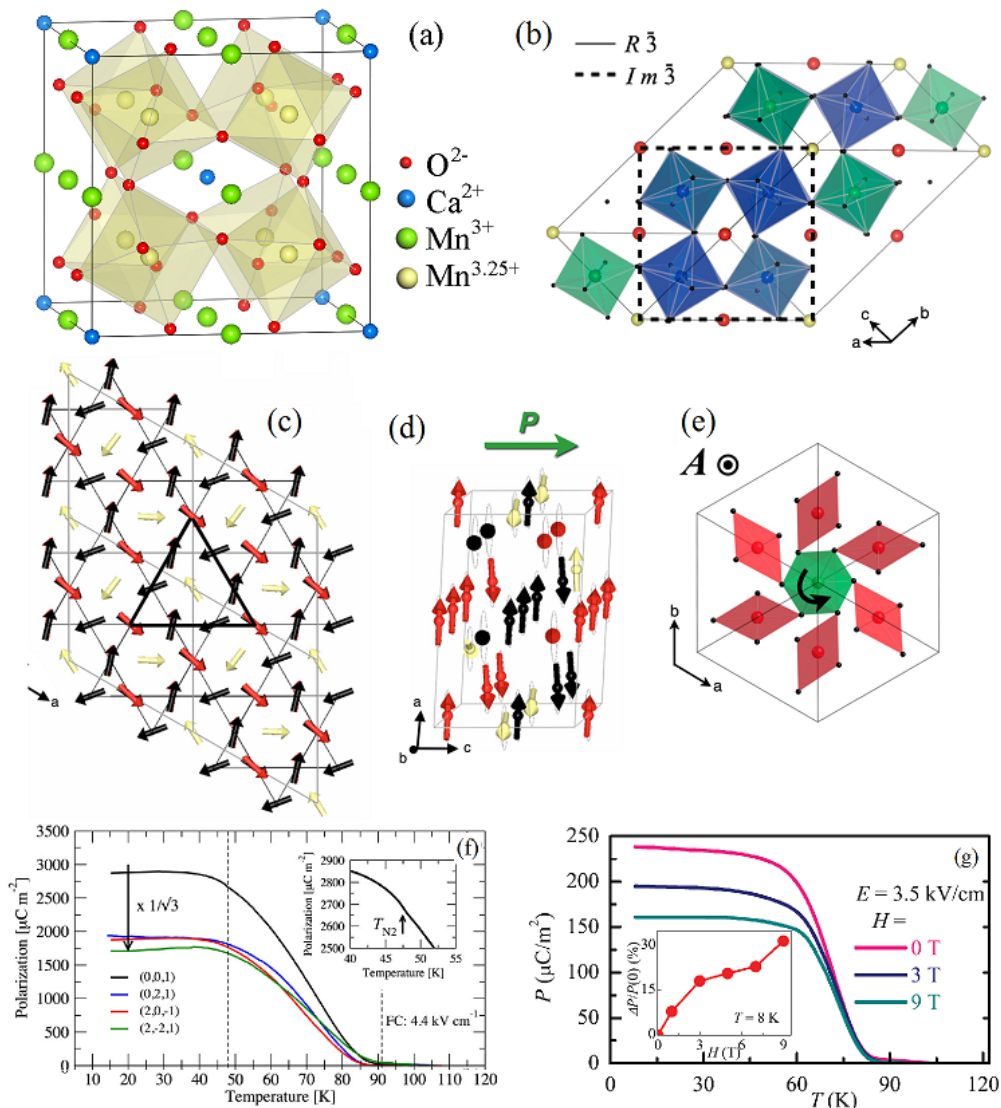 (a)
O2-
Ca2+
Mn3+
Mn3.25+
(b)
R 3̄
I m 3̄
c
b
a
(c)
a
(d)
P
a
b
c
(e)
A
b
a
(f)
3500
3000
2500
2000
1500
1000
500
0
Polarization [μC m-2]
x 1/√3
(0,0,1)
(0,2,1)
(2,0,-1)
(2,-2,1)
FC: 4.4 kV cm-1
10 20 30 40 50 60 70 80 90 100 110 120
Temperature [K]
2900
2800
2700
2600
2500
Polarization [μC m-2]
TN2
40 45 50 55
Temperature [K]
(g)
250
200
150
100
50
0
P (μC/m2)
E = 3.5 kV/cm
H =
0 T
3 T
9 T
30
15
0
ΔP/P(0) (%)
T = 8 K
0 3 6 9
H (T)
0 30 60 90 120
T (K)